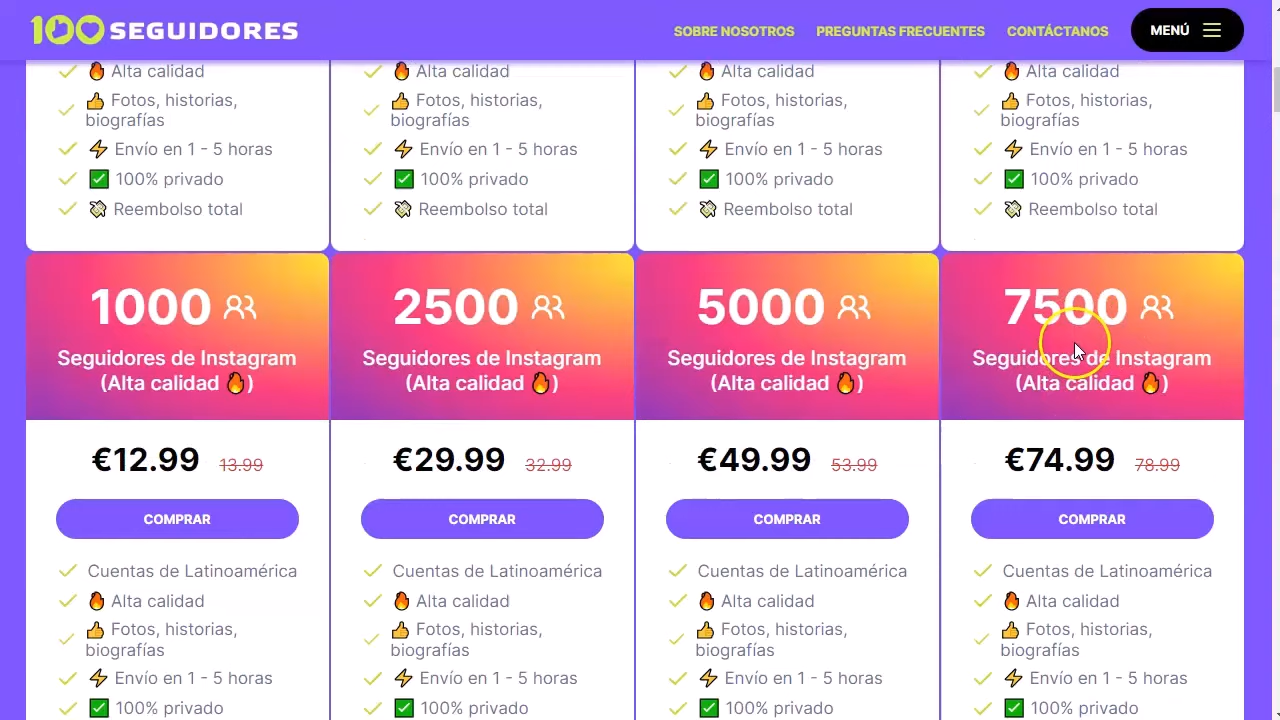 100 SEGUIDORES
SOBRE NOSOTROS PREGUNTAS FRECUENTES CONTÁCTANOS MENÚ
🔥 Alta calidad
👍 Fotos, historias,
biografías
⚡ Envío en 1 - 5 horas
✅ 100% privado
💸 Reembolso total
🔥 Alta calidad
👍 Fotos, historias,
biografías
⚡ Envío en 1 - 5 horas
✅ 100% privado
💸 Reembolso total
🔥 Alta calidad
👍 Fotos, historias,
biografías
⚡ Envío en 1 - 5 horas
✅ 100% privado
💸 Reembolso total
🔥 Alta calidad
👍 Fotos, historias,
biografías
⚡ Envío en 1 - 5 horas
✅ 100% privado
💸 Reembolso total
1000
Seguidores de Instagram
(Alta calidad 🔥)
€12.99 13.99
COMPRAR
Cuentas de Latinoamérica
🔥 Alta calidad
👍 Fotos, historias,
biografías
⚡ Envío en 1 - 5 horas
✅ 100% privado
2500
Seguidores de Instagram
(Alta calidad 🔥)
€29.99 32.99
COMPRAR
Cuentas de Latinoamérica
🔥 Alta calidad
👍 Fotos, historias,
biografías
⚡ Envío en 1 - 5 horas
✅ 100% privado
5000
Seguidores de Instagram
(Alta calidad 🔥)
€49.99 53.99
COMPRAR
Cuentas de Latinoamérica
🔥 Alta calidad
👍 Fotos, historias,
biografías
⚡ Envío en 1 - 5 horas
✅ 100% privado
7500
Seguidores de Instagram
(Alta calidad 🔥)
€74.99 78.99
COMPRAR
Cuentas de Latinoamérica
🔥 Alta calidad
👍 Fotos, historias,
biografías
⚡ Envío en 1 - 5 horas
✅ 100% privado